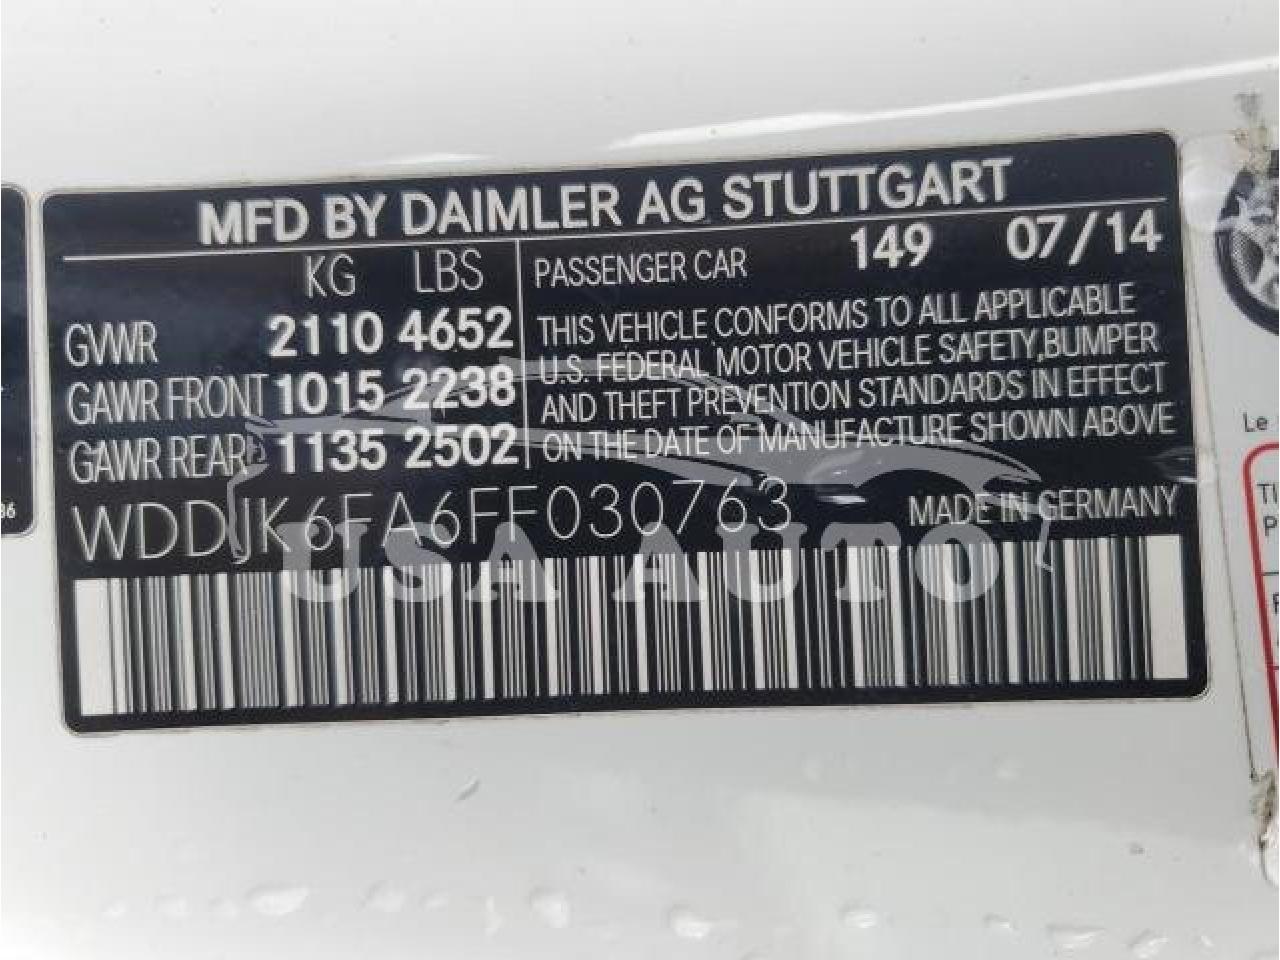 MFD BY DAIMLER AG STUTTGART
KG LBS
PASSENGER CAR 149 07/14
GVWR 2110 4652
GAWR FRONT 1015 2238
GAWR REAR 1135 2502
THIS VEHICLE CONFORMS TO ALL APPLICABLE
U.S. FEDERAL MOTOR VEHICLE SAFETY,BUMPER
AND THEFT PREVENTION STANDARDS IN EFFECT
ON THE DATE OF MANUFACTURE SHOWN ABOVE
WDDJK6FA6FF030763 MADE IN GERMANY
USA AUTO
Le